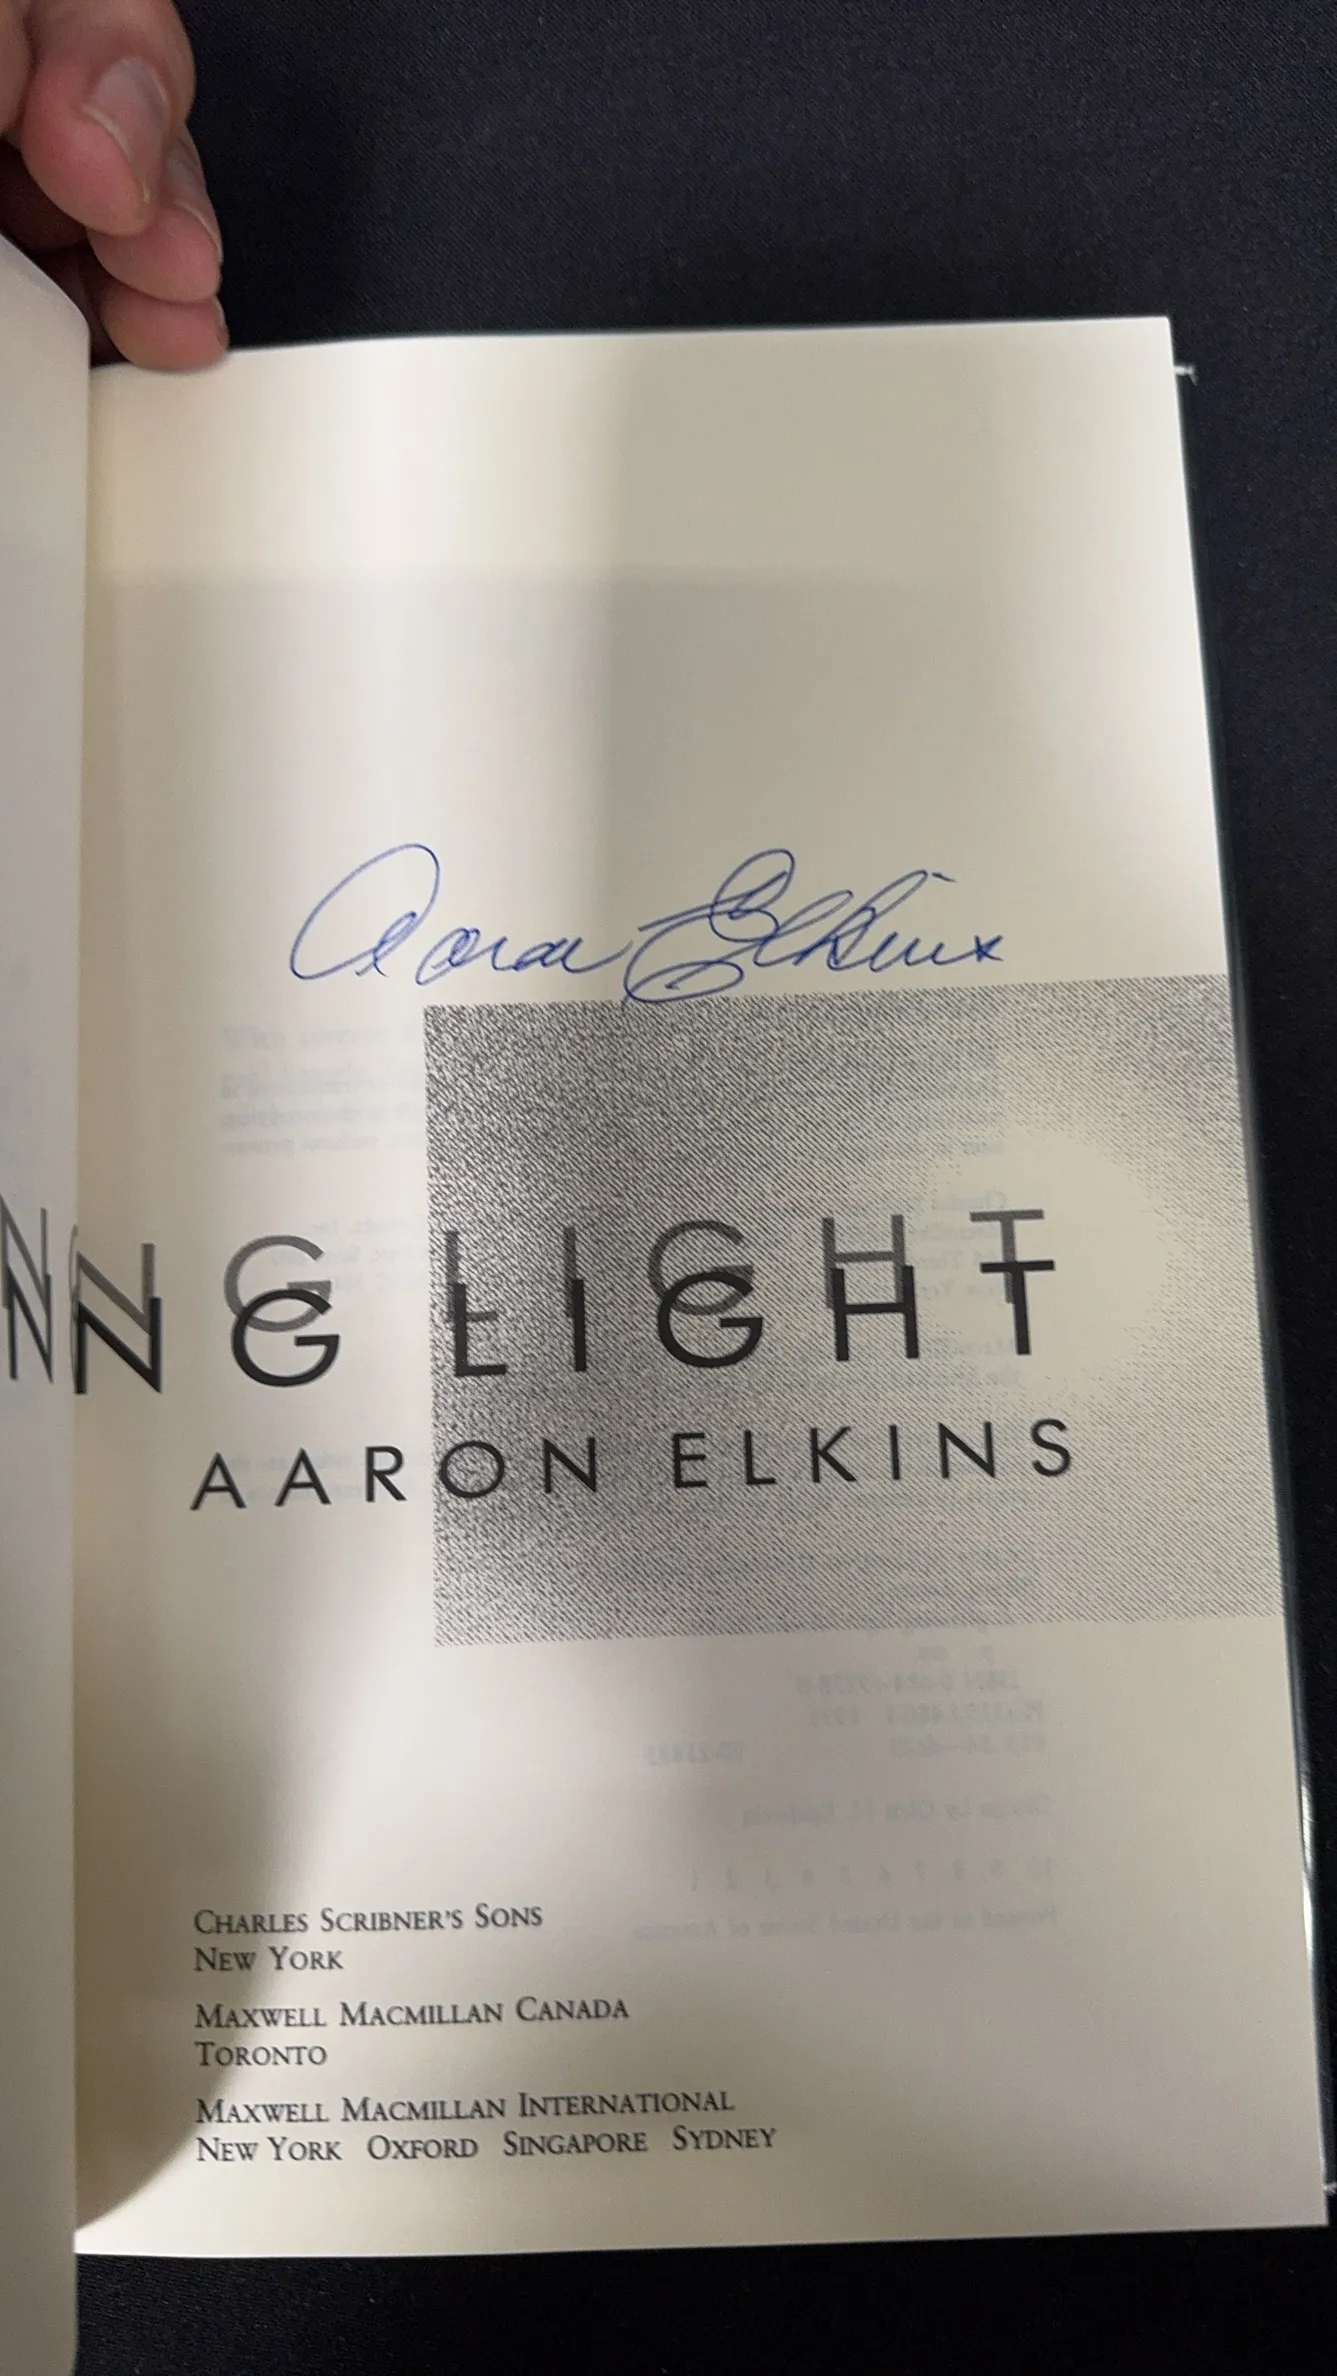 Aaron Elkins
NG LIGHT
AARON ELKINS
CHARLES SCRIBNER'S SONS
NEW YORK
MAXWELL MACMILLAN CANADA
TORONTO
MAXWELL MACMILLAN INTERNATIONAL
NEW YORK OXFORD SINGAPORE SYDNEY